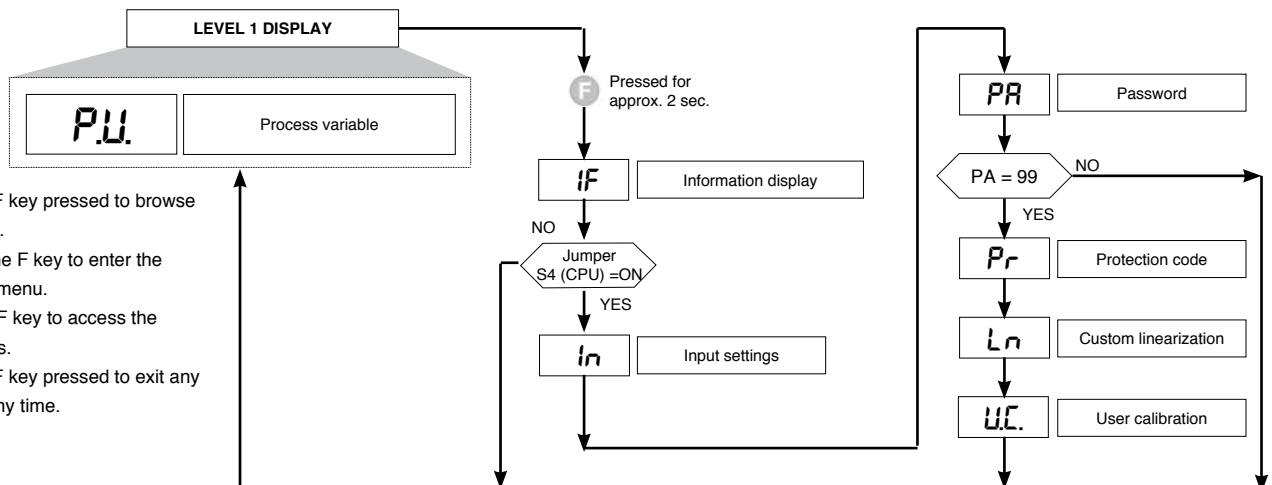 LEVEL 1 DISPLAY
P.V.
Process variable
F key pressed to browse
.
e F key to enter the
menu.
F key to access the
s.
F key pressed to exit any
ny time.
F
Pressed for
approx. 2 sec.
IF
Information display
NO
Jumper
S4 (CPU) =ON
YES
In
Input settings
PA
Password
PA = 99
NO
YES
Pr
Protection code
Ln
Custom linearization
U.C.
User calibration